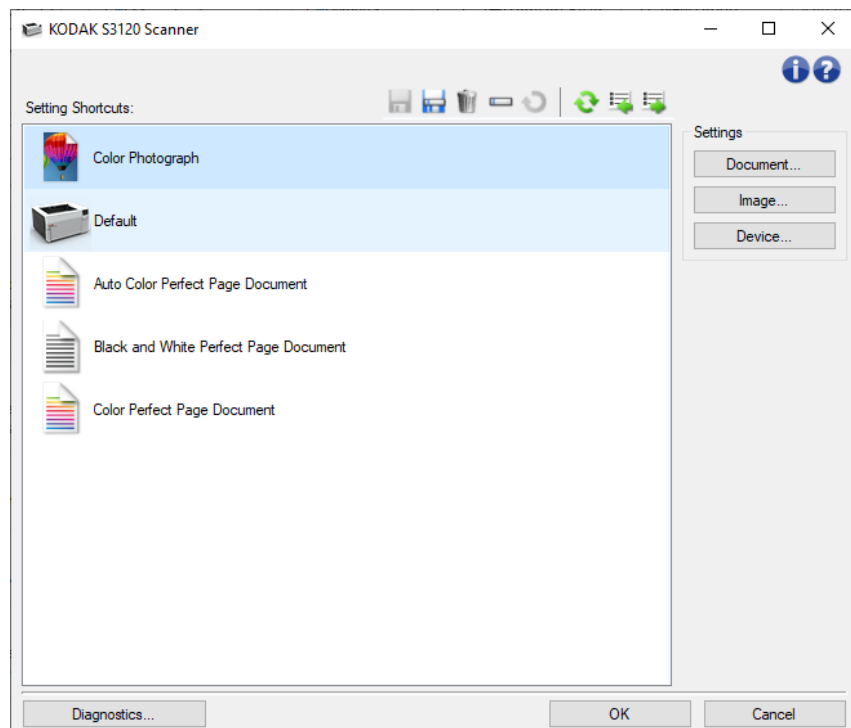 KODAK S3120 Scanner
Setting Shortcuts:
Color Photograph
Default
Auto Color Perfect Page Document
Black and White Perfect Page Document
Color Perfect Page Document
Settings
Document...
Image...
Device...
Diagnostics...
OK
Cancel